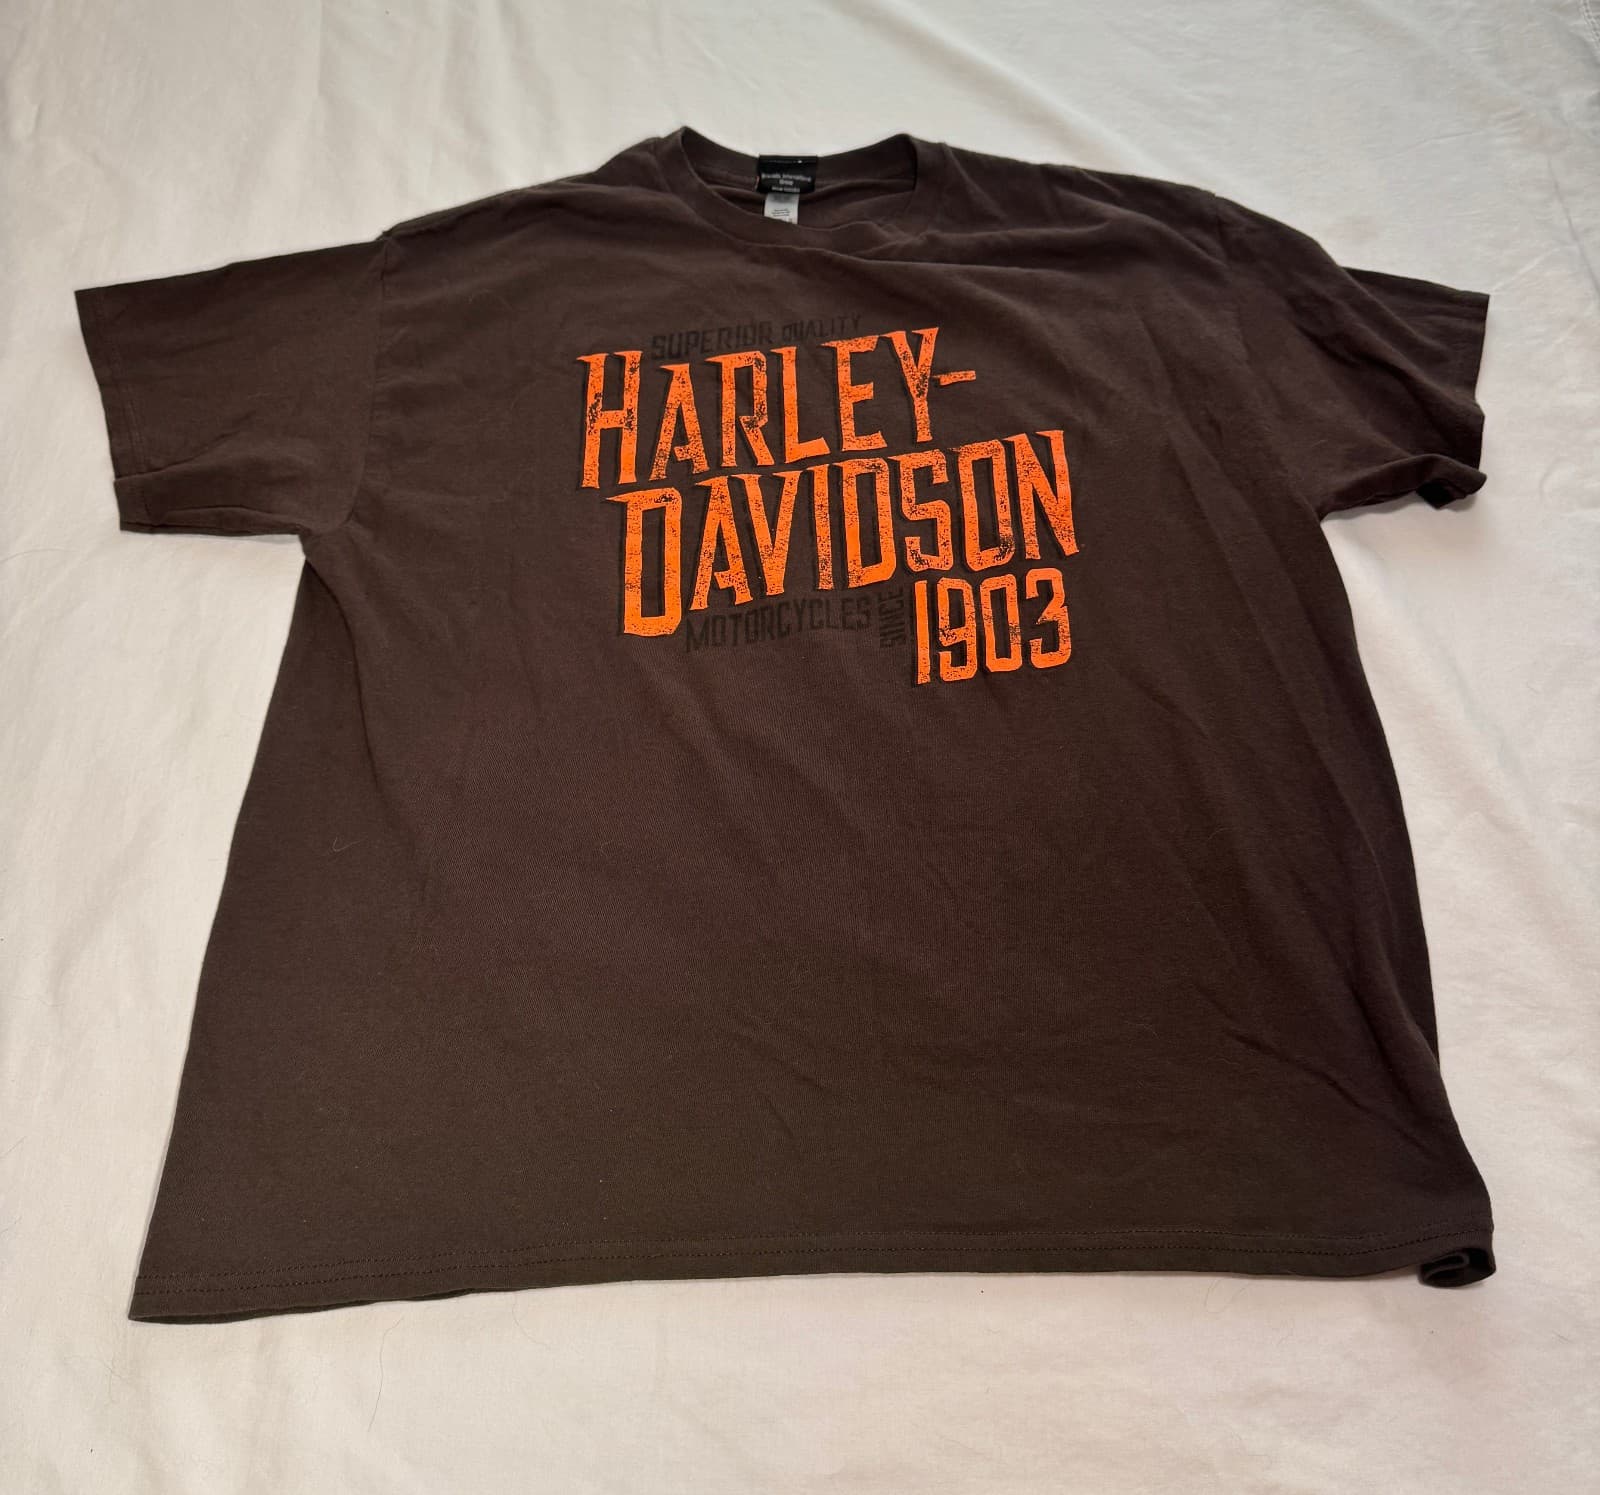 SUPERIOR QUALITY
HARLEY-
DAVIDSON
MOTORCYCLES SINCE 1903